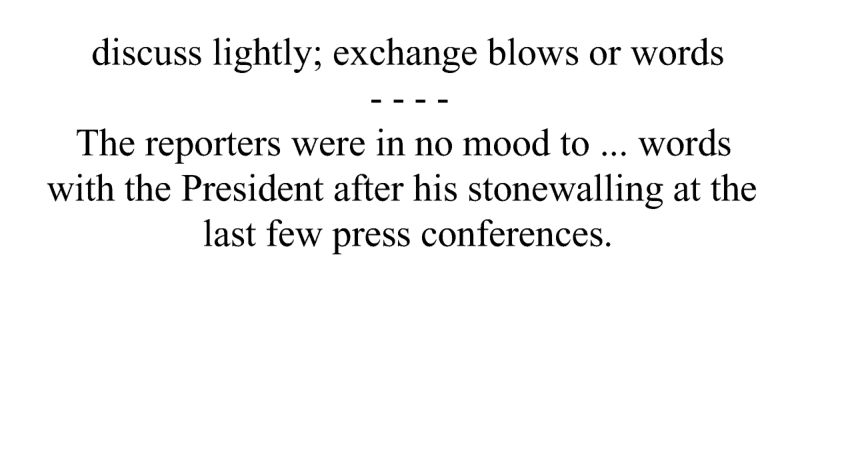 discuss lightly; exchange blows or words
- - - -
The reporters were in no mood to ... words
with the President after his stonewalling at the
last few press conferences.